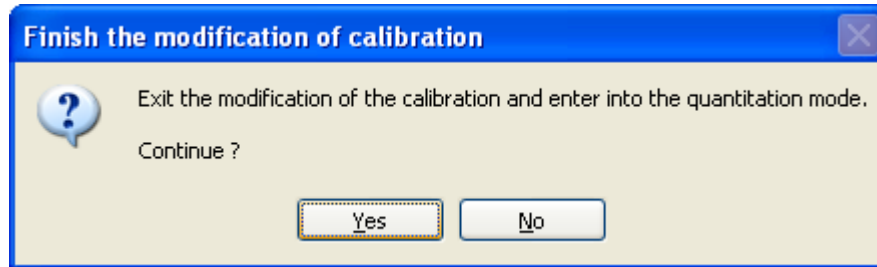 Finish the modification of calibration
Exit the modification of the calibration and enter into the quantitation mode.
Continue ?
Yes No